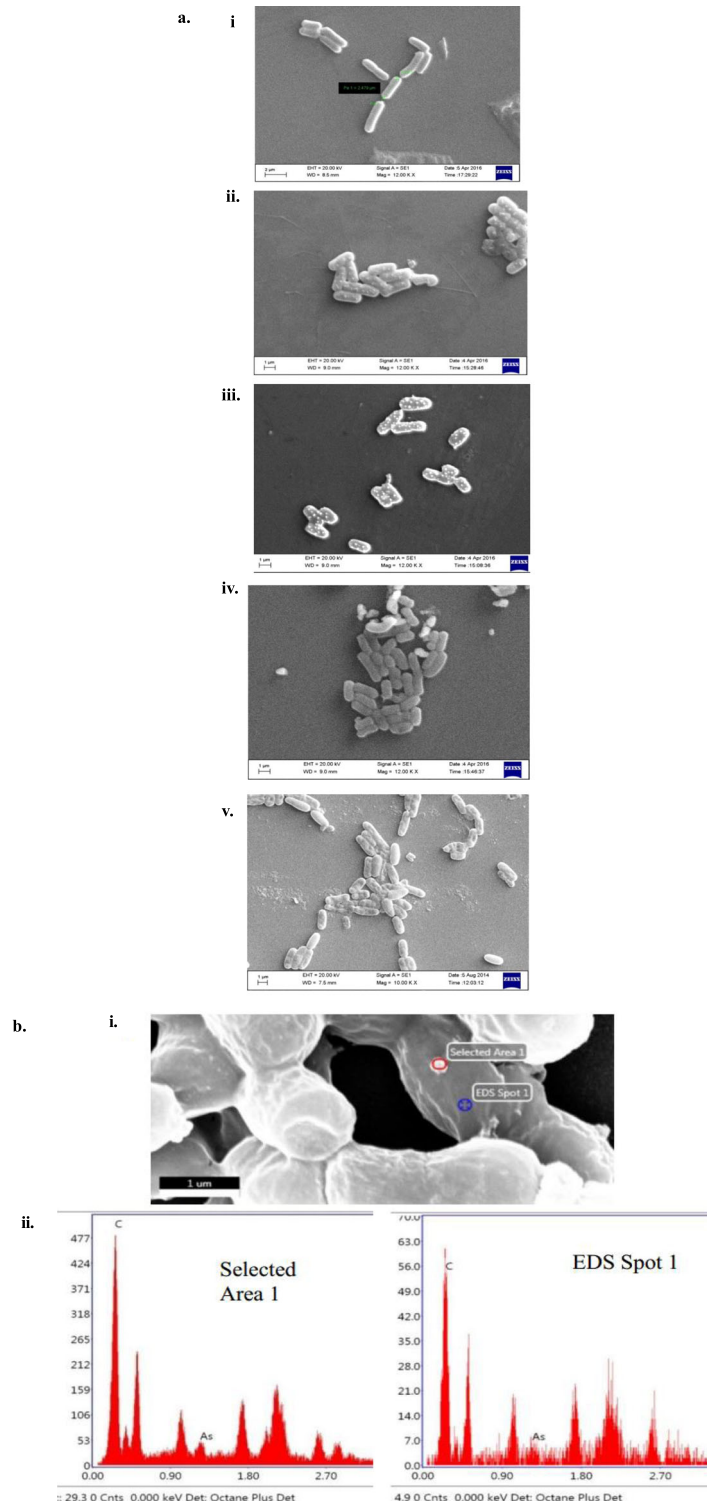 a. i
2 µm
EHT = 20.00 kV Signal A = SE1 Date :5 Apr 2016
WD = 8.5 mm Mag = 12.00 K X Time :17:29:22
ZEISS
ii.
1 µm
EHT = 20.00 kV Signal A = SE1 Date :4 Apr 2016
WD = 9.0 mm Mag = 12.00 K X Time :15:28:46
ZEISS
iii.
1 µm
EHT = 20.00 kV Signal A = SE1 Date :4 Apr 2016
WD = 9.0 mm Mag = 12.00 K X Time :15:09:36
ZEISS
iv.
1 µm
EHT = 20.00 kV Signal A = SE1 Date :4 Apr 2016
WD = 9.0 mm Mag = 12.00 K X Time :15:46:37
ZEISS
v.
1 µm
EHT = 20.00 kV Signal A = SE1 Date :5 Aug 2014
WD = 7.5 mm Mag = 10.00 K X Time :12:03:12
ZEISS
b. i.
Selected Area 1
EDS Spot 1
1 um
ii.
C
477
424
371
318
265
212
159
106
53
0.0
Selected
Area 1
As
0.00 0.90 1.80 2.70
: 29.3 0 Cnts 0.000 keV Det: Octane Plus Det
70.0
63.0
56.0
49.0
42.0
35.0
28.0
21.0
14.0
7.0
0.0
EDS Spot 1
C
As
0.00 0.90 1.80 2.70
4.9 0 Cnts 0.000 keV Det: Octane Plus Det